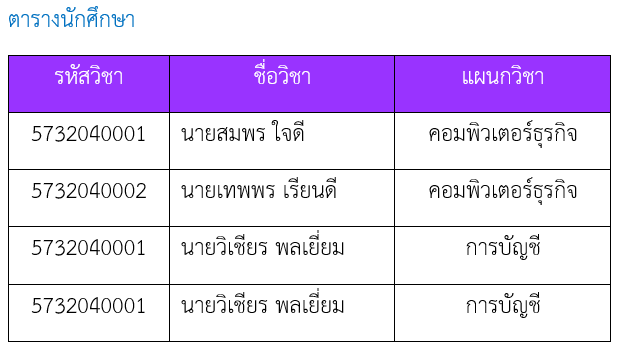 ตารางนักศึกษา
รหัสวิชา ชื่อวิชา แผนกวิชา
5732040001 นายสมพร ใจดี คอมพิวเตอร์ธุรกิจ
5732040002 นายเทพพร เรียนดี คอมพิวเตอร์ธุรกิจ
5732040001 นายวิเชียร พลเยี่ยม การบัญชี
5732040001 นายวิเชียร พลเยี่ยม การบัญชี